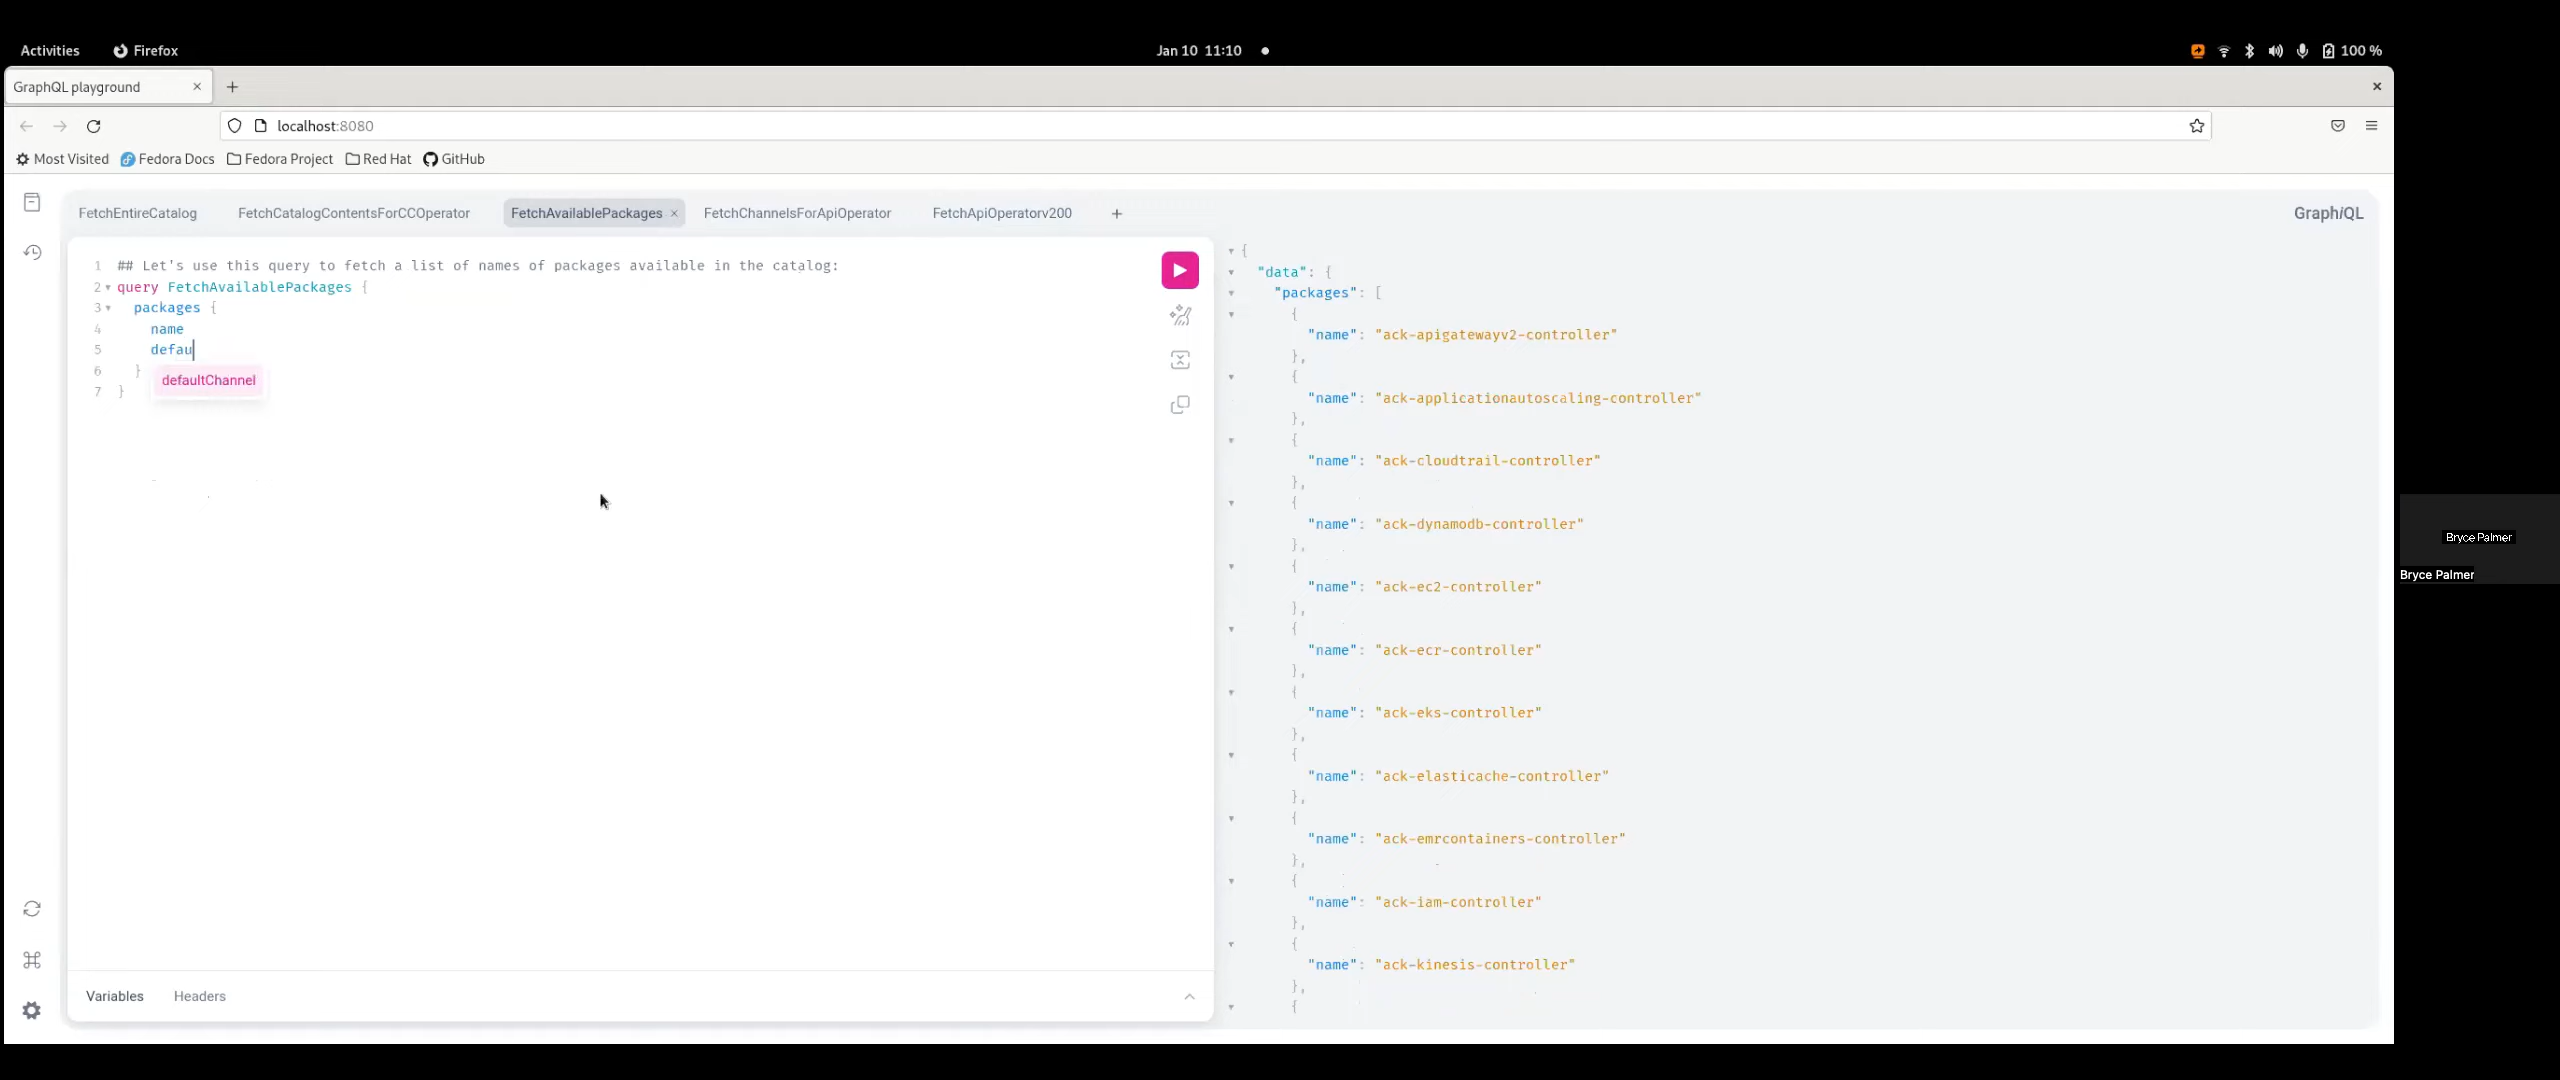 Activities Firefox Jan 10 11:10 100 %
GraphQL playground
localhost:8080
Most Visited Fedora Docs Fedora Project Red Hat GitHub
FetchEntireCatalog FetchCatalogContentsForCCOperator FetchAvailablePackages FetchChannelsForApiOperator FetchApiOperatorv200 + GraphiQL
1 ## Let's use this query to fetch a list of names of packages available in the catalog:
2 query FetchAvailablePackages {
3 packages {
4 name
5 defau
6 }
defaultChannel
7 }
Variables Headers
{
"data": {
"packages": [
{
"name": "ack-apigatewayv2-controller"
},
{
"name": "ack-applicationautoscaling-controller"
},
{
"name": "ack-cloudtrail-controller"
},
{
"name": "ack-dynamodb-controller"
},
{
"name": "ack-ec2-controller"
},
{
"name": "ack-ecr-controller"
},
{
"name": "ack-eks-controller"
},
{
"name": "ack-elasticache-controller"
},
{
"name": "ack-emrcontainers-controller"
},
{
"name": "ack-iam-controller"
},
{
"name": "ack-kinesis-controller"
},
{
Bryce Palmer
Bryce Palmer